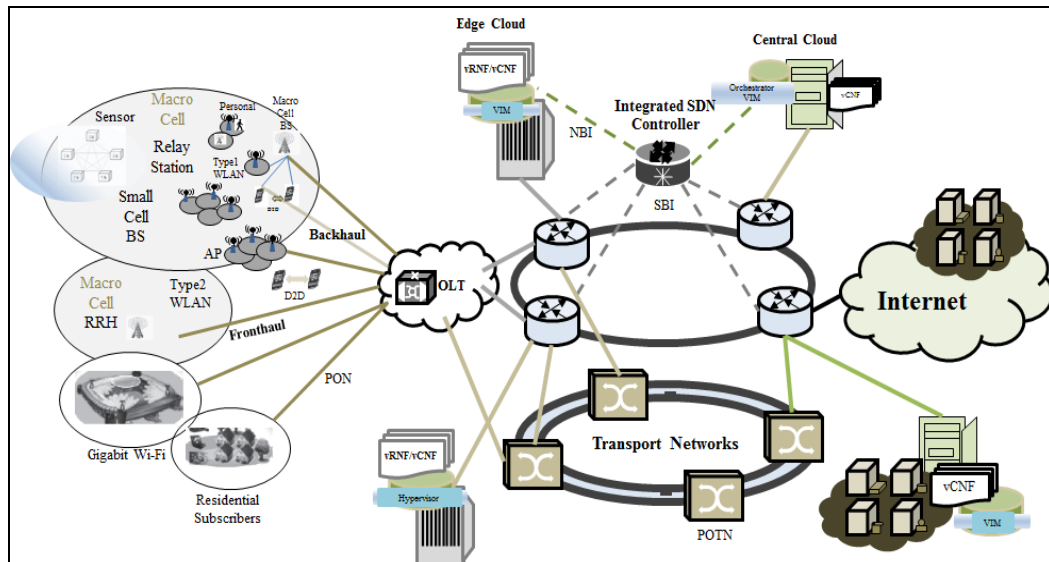 Edge Cloud
vRNF/vCNF
VIM
Central Cloud
Orchestrator
VIM
vCNF
Integrated SDN
Controller
NBI
SBI
Macro
Cell
Sensor
Personal
Macro
Cell
BS
Relay
Station
Type1
WLAN
Small
Cell
BS
AP
Backhaul
D2D
Macro
Cell
RRH
Type2
WLAN
Fronthaul
OLT
PON
Gigabit Wi-Fi
Residential
Subscribers
Internet
Transport Networks
POTN
vRNF/vCNF
Hypervisor
vCNF
VIM